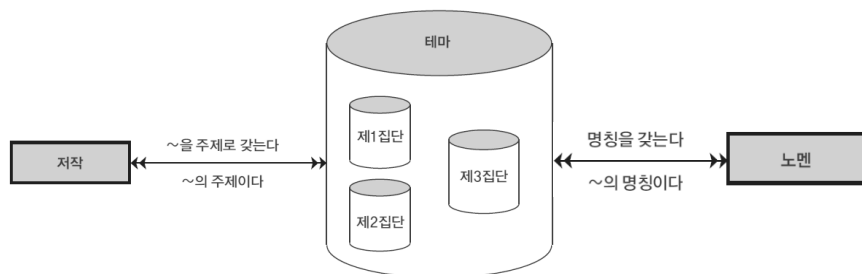 테마
제1집단
~을 주제로 갖는다
명칭을 갖는다
저작
제3집단
노멘
~의 주제이다
~의 명칭이다
제2집단